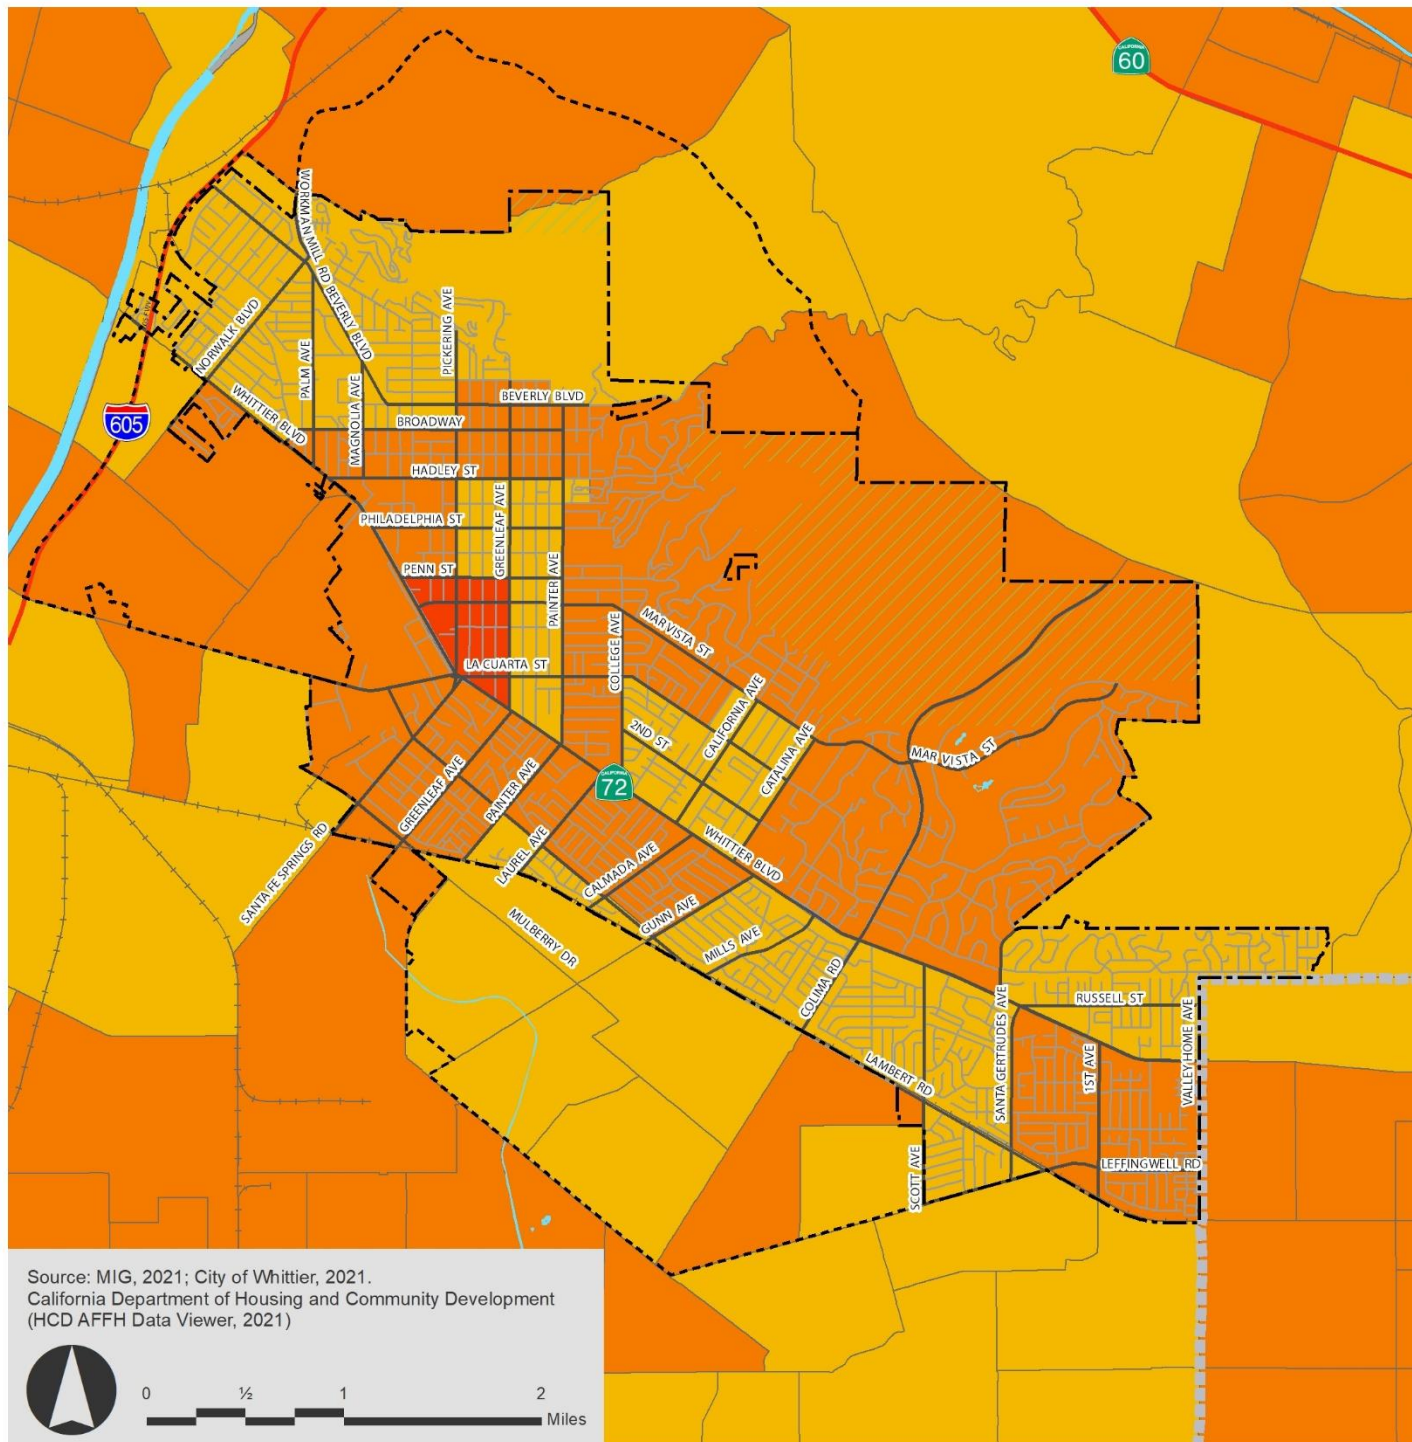 CALIFORNIA
60
WORKMAN MILL RD
BEVERLY BLVD
PICKERING AVE
NORWALK BLVD
PALM AVE
MAGNOLIA AVE
WHITTIER BLVD
BEVERLY BLVD
BROADWAY
605
HADLEY ST
PHILADELPHIA ST
GREENLEAF AVE
PENN ST
PAINTER AVE
COLLEGE AVE
MAR VISTA ST
LA CUARTA ST
CALIFORNIA AVE
2ND ST
CATALINA AVE
MAR VISTA ST
CALIFORNIA
72
GREENLEAF AVE
PAINTER AVE
SANTA FE SPRINGS RD
LAUREL AVE
CALMADA AVE
WHITTIER BLVD
GUNN AVE
MULBERRY DR
MILLS AVE
COLIMA RD
SANTA GERTRUDES AVE
RUSSELL ST
VALLEY HOME AVE
1ST AVE
LAMBERT RD
SCOTT AVE
LEFFINGWELL RD
Source: MIG, 2021; City of Whittier, 2021.
California Department of Housing and Community Development
(HCD AFFH Data Viewer, 2021)
0 ½ 1 2
Miles